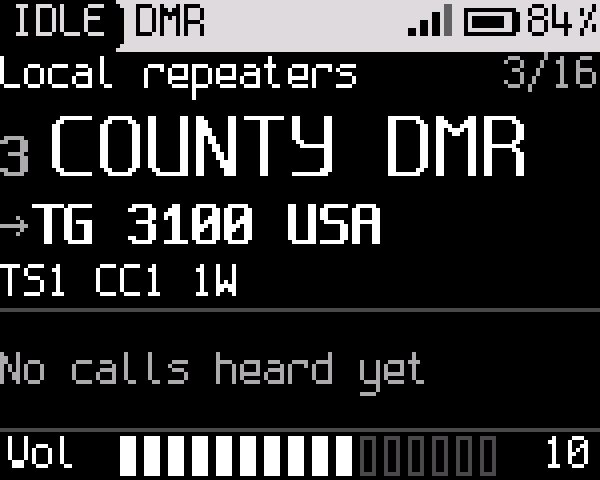 IDLE DMR 84%
Local repeaters 3/16
3 COUNTY DMR
→TG 3100 USA
TS1 CC1 1W
No calls heard yet
Vol 10